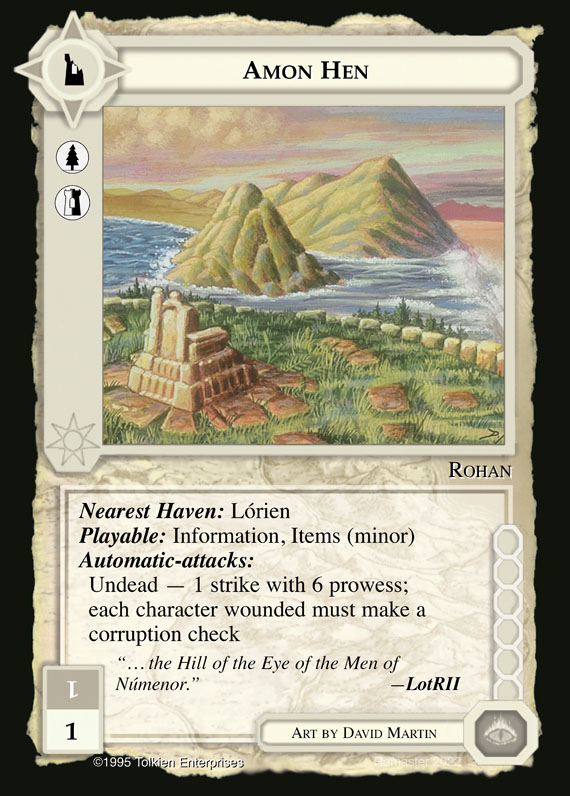 Amon Hen
Rohan
Nearest Haven: Lórien
Playable: Information, Items (minor)
Automatic-attacks:
Undead — 1 strike with 6 prowess;
each character wounded must make a
corruption check
“…the Hill of the Eye of the Men of
Númenor.” —LotRII
1
1
Art by David Martin
©1995 Tolkien Enterprises